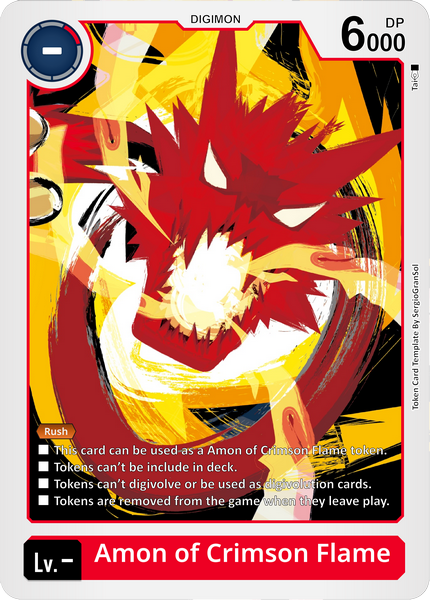 DIGIMON
-
6000
DP
Tai
Token Card Template By SergioGranSol
Rush
■ This card can be used as a Amon of Crimson Flame token.
■ Tokens can't be include in deck.
■ Tokens can't digivolve or be used as digivolution cards.
■ Tokens are removed from the game when they leave play.
Lv.-
Amon of Crimson Flame